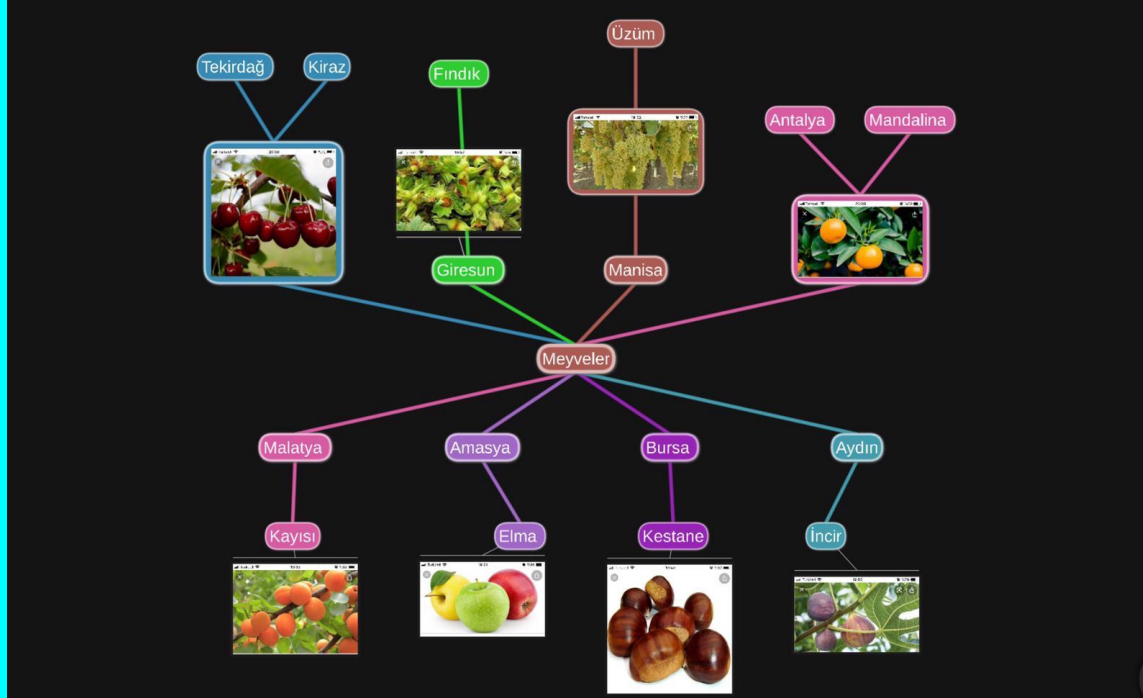 Üzüm
Tekirdağ
Kiraz
Fındık
Antalya
Mandalina
Giresun
Manisa
Meyveler
Malatya
Amasya
Bursa
Aydın
Kayısı
Elma
Kestane
İncir